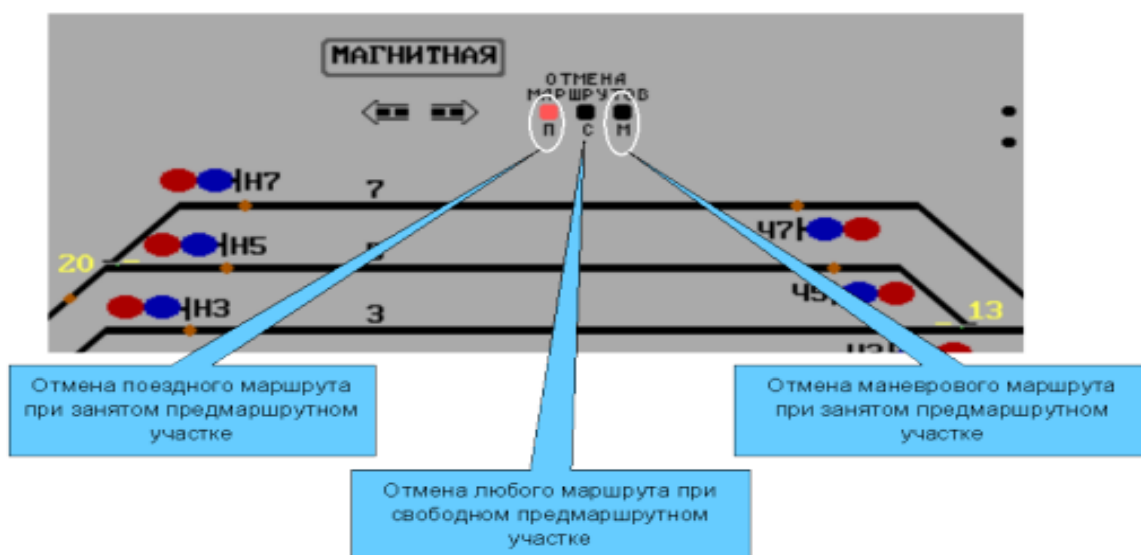 МАГНИТНАЯ
ОТМЕНА
МАРШРУТОВ
П С М
Н7
7
Ч7
Н5
20
Ч5
Н3
3
13
Отмена поездного маршрута
при занятом предмаршрутном
участке
Отмена маневрового маршрута
при занятом предмаршрутном
участке
Отмена любого маршрута при
свободном предмаршрутном
участке